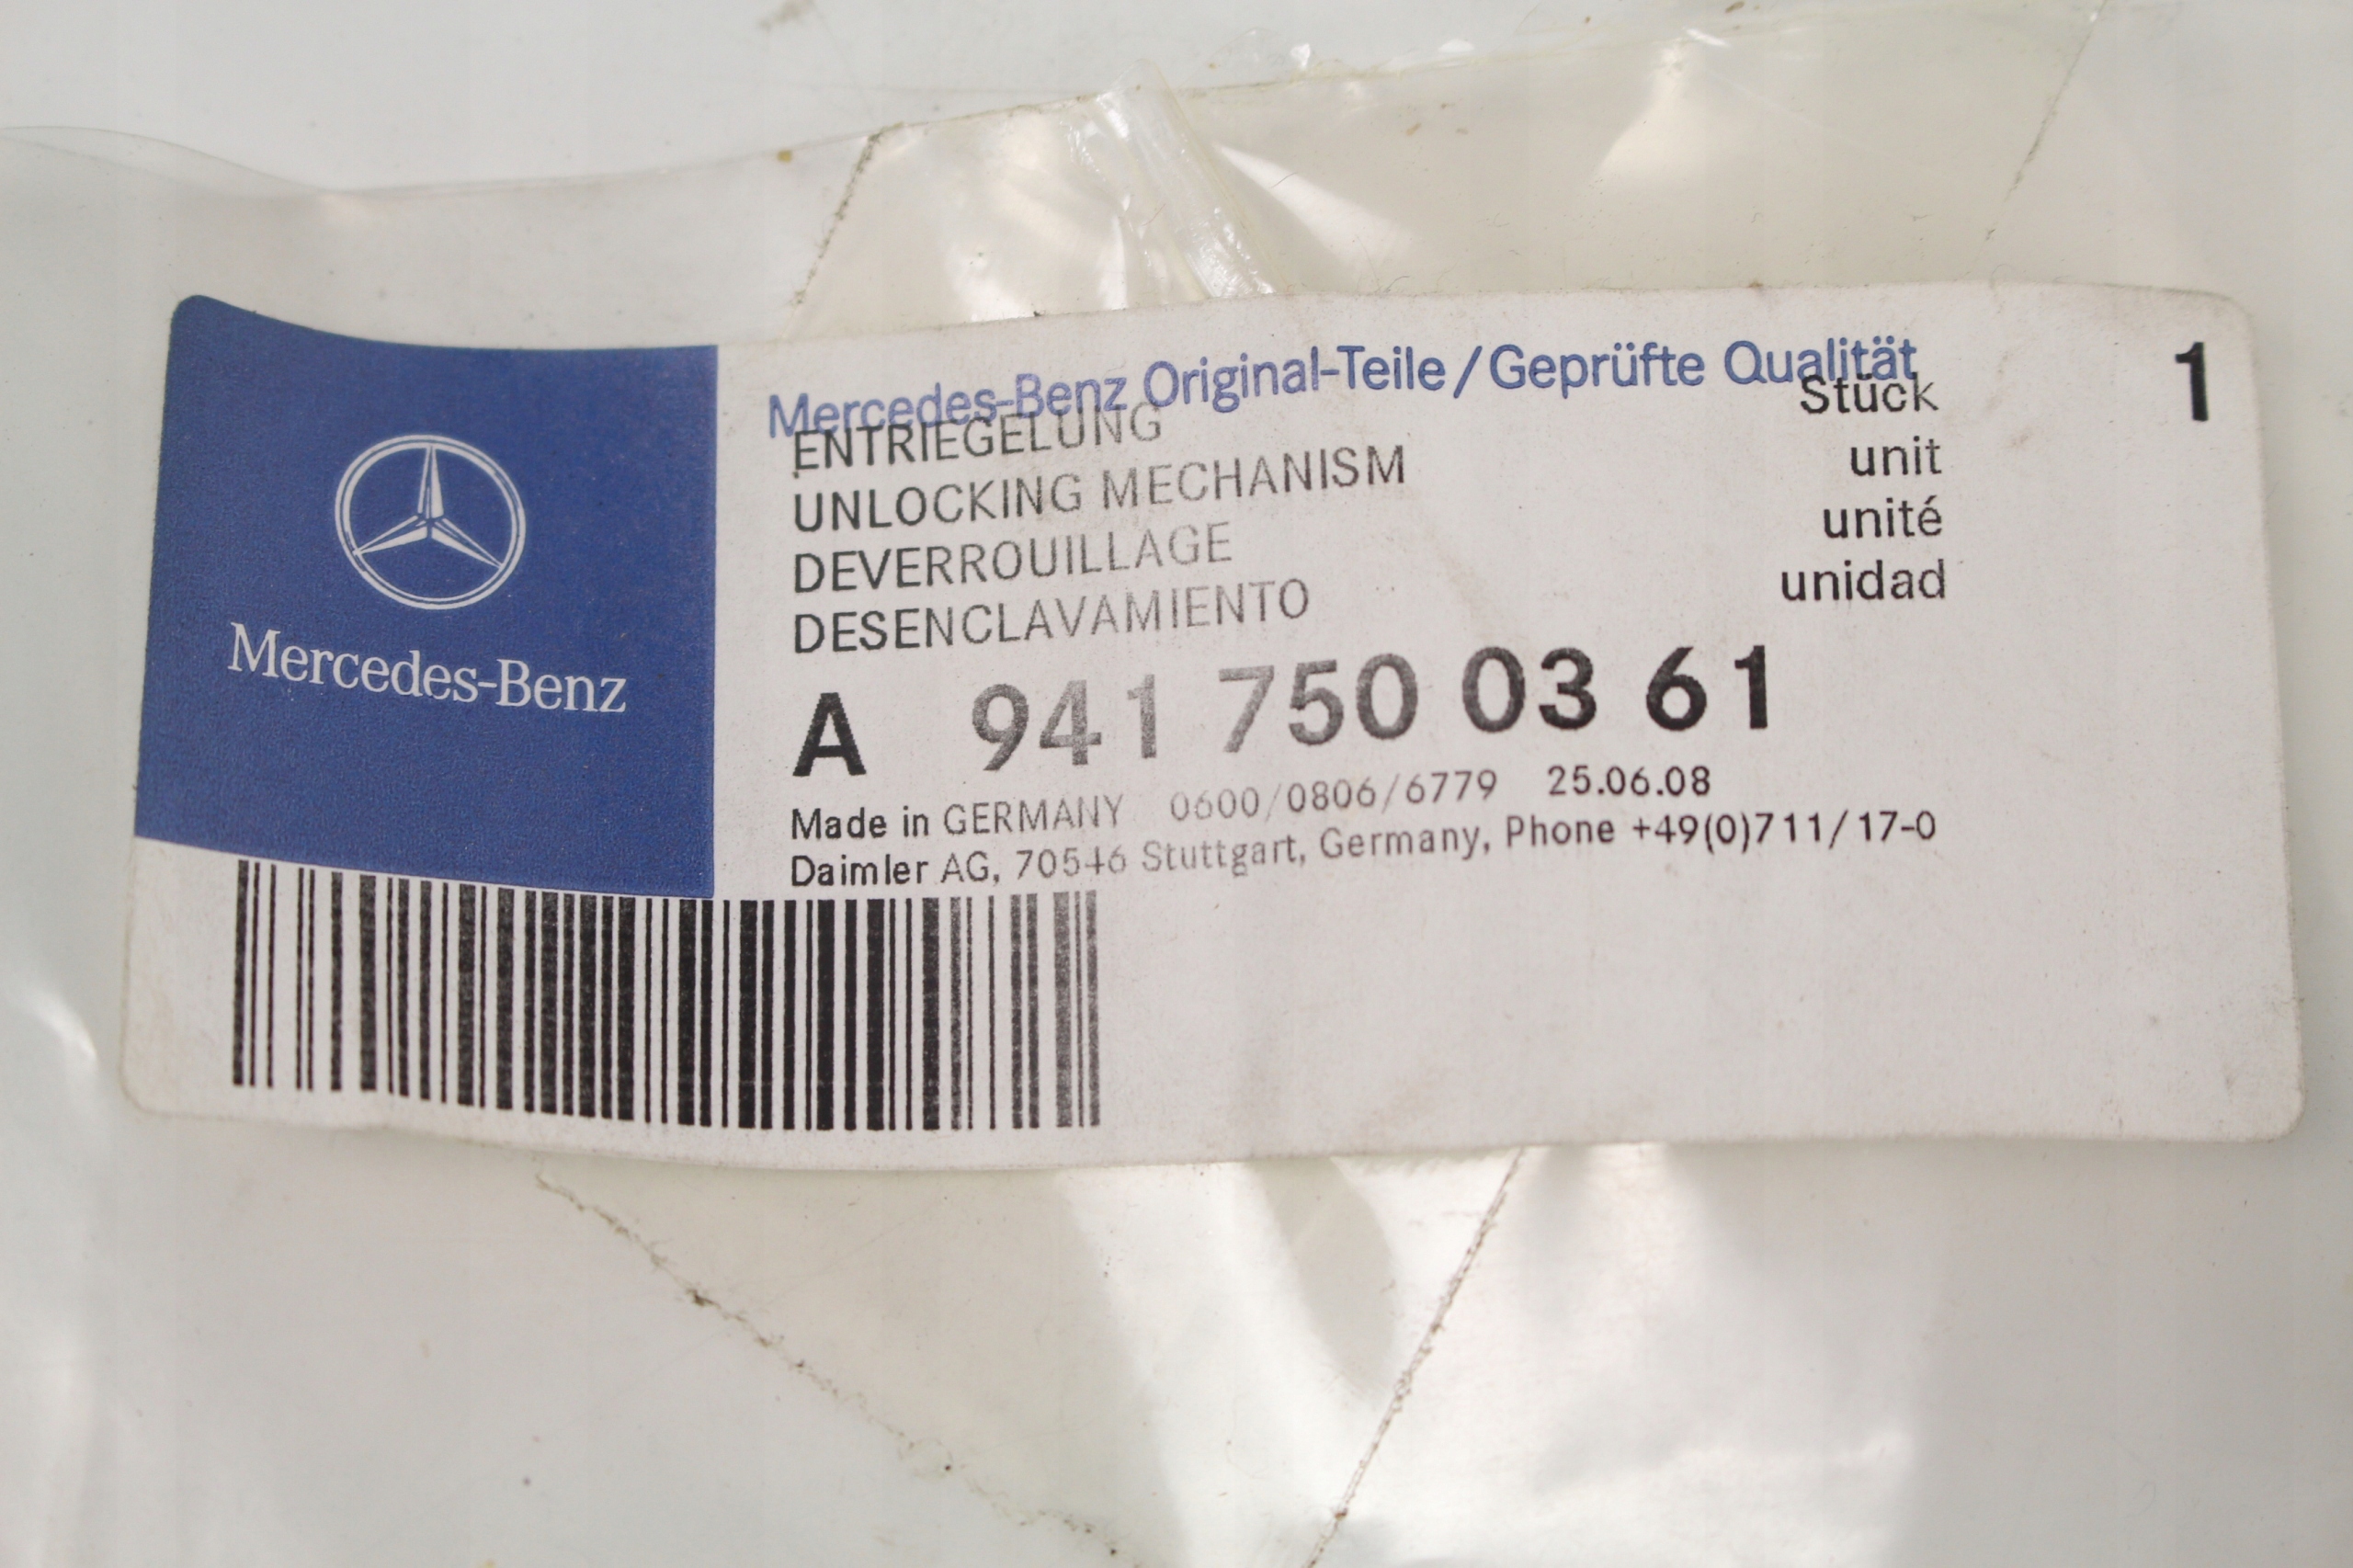 Mercedes-Benz
Mercedes-Benz Original-Teile/Geprüfte Qualität
ENTRIEGELUNG Stück 1
UNLOCKING MECHANISM unit
DEVERROUILLAGE unité
DESENCLAVAMIENTO unidad
A 941 750 03 61
Made in GERMANY 0600/0806/6779 25.06.08
Daimler AG, 70546 Stuttgart, Germany, Phone +49(0)711/17-0